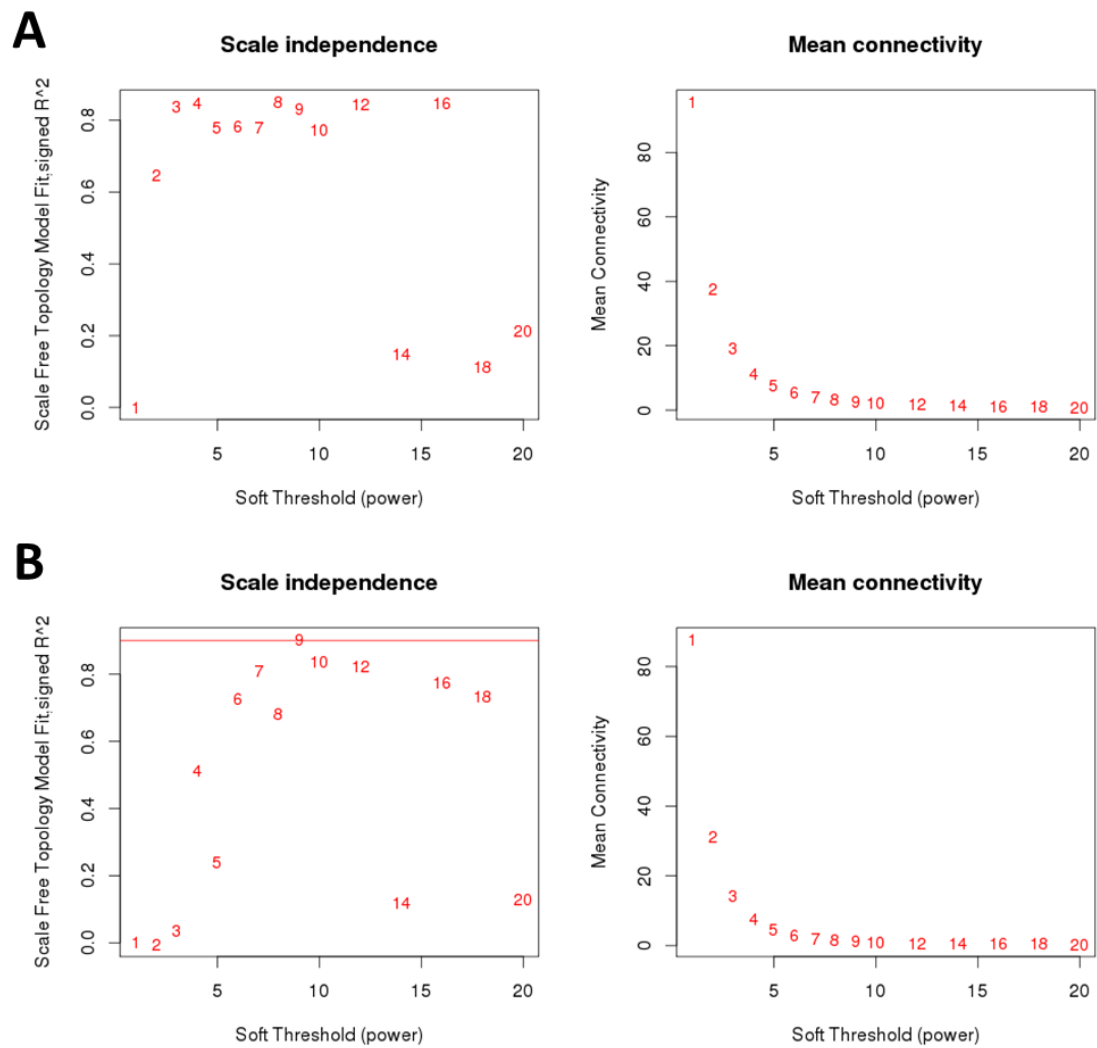 A
Scale independence
Scale Free Topology Model Fit,signed R^2
0.0 0.2 0.4 0.6 0.8
1 2 3 4 5 6 7 8 9 10 12 14 16 18 20
5 10 15 20
Soft Threshold (power)
Mean connectivity
Mean Connectivity
0 20 40 60 80
1 2 3 4 5 6 7 8 9 10 12 14 16 18 20
5 10 15 20
Soft Threshold (power)
B
Scale independence
Scale Free Topology Model Fit,signed R^2
0.0 0.2 0.4 0.6 0.8
1 2 3 4 5 6 7 8 9 10 12 14 16 18 20
5 10 15 20
Soft Threshold (power)
Mean connectivity
Mean Connectivity
0 20 40 60 80
1 2 3 4 5 6 7 8 9 10 12 14 16 18 20
5 10 15 20
Soft Threshold (power)